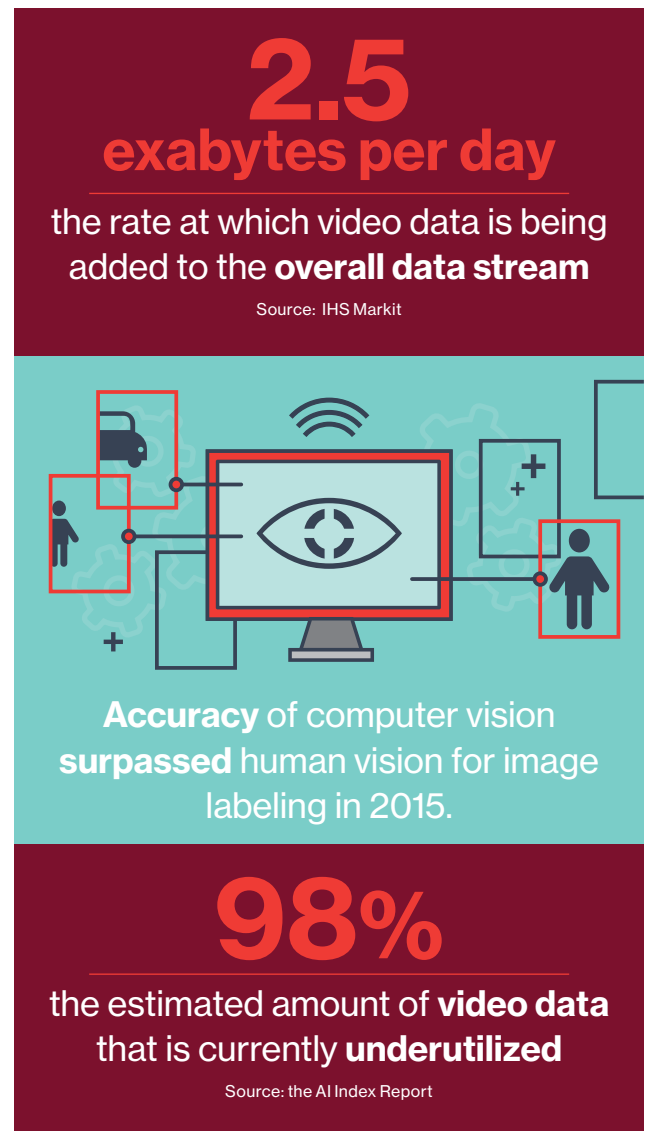 2.5
exabytes per day
the rate at which video data is being
added to the overall data stream
Source: IHS Markit
Accuracy of computer vision
surpassed human vision for image
labeling in 2015.
98%
the estimated amount of video data
that is currently underutilized
Source: the AI Index Report